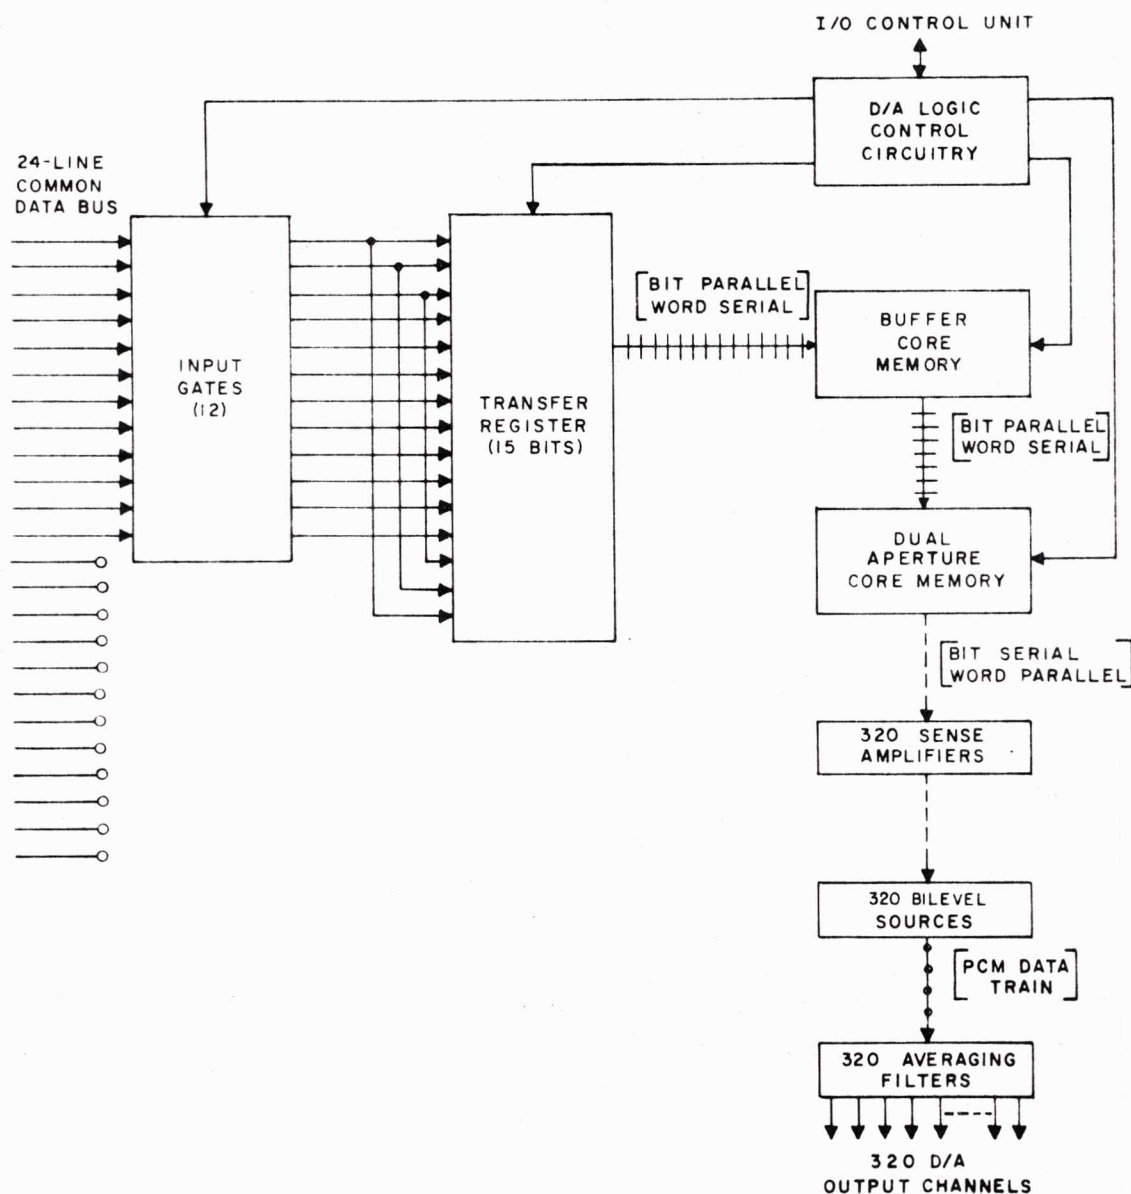 I/O CONTROL UNIT
D/A LOGIC
CONTROL
CIRCUITRY
24-LINE
COMMON
DATA BUS
INPUT
GATES
(12)
TRANSFER
REGISTER
(15 BITS)
[BIT PARALLEL
WORD SERIAL]
BUFFER
CORE
MEMORY
[BIT PARALLEL
WORD SERIAL]
DUAL
APERTURE
CORE MEMORY
[BIT SERIAL
WORD PARALLEL]
320 SENSE
AMPLIFIERS
320 BILEVEL
SOURCES
[PCM DATA
TRAIN]
320 AVERAGING
FILTERS
320 D/A
OUTPUT CHANNELS